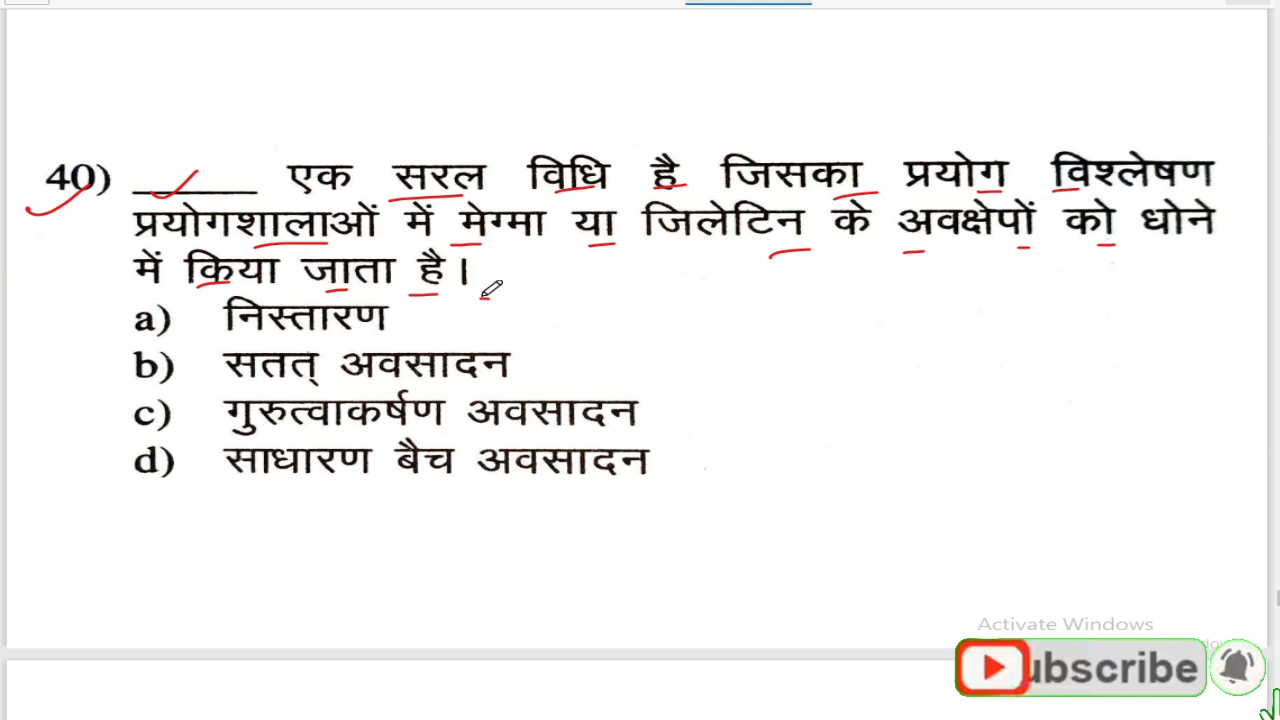 40) ______ एक सरल विधि है जिसका प्रयोग विश्लेषण
प्रयोगशालाओं में मेग्मा या जिलेटिन के अवक्षेपों को धोने
में किया जाता है।
a) निस्तारण
b) सतत् अवसादन
c) गुरुत्वाकर्षण अवसादन
d) साधारण बैच अवसादन
Activate Windows
ubscribe